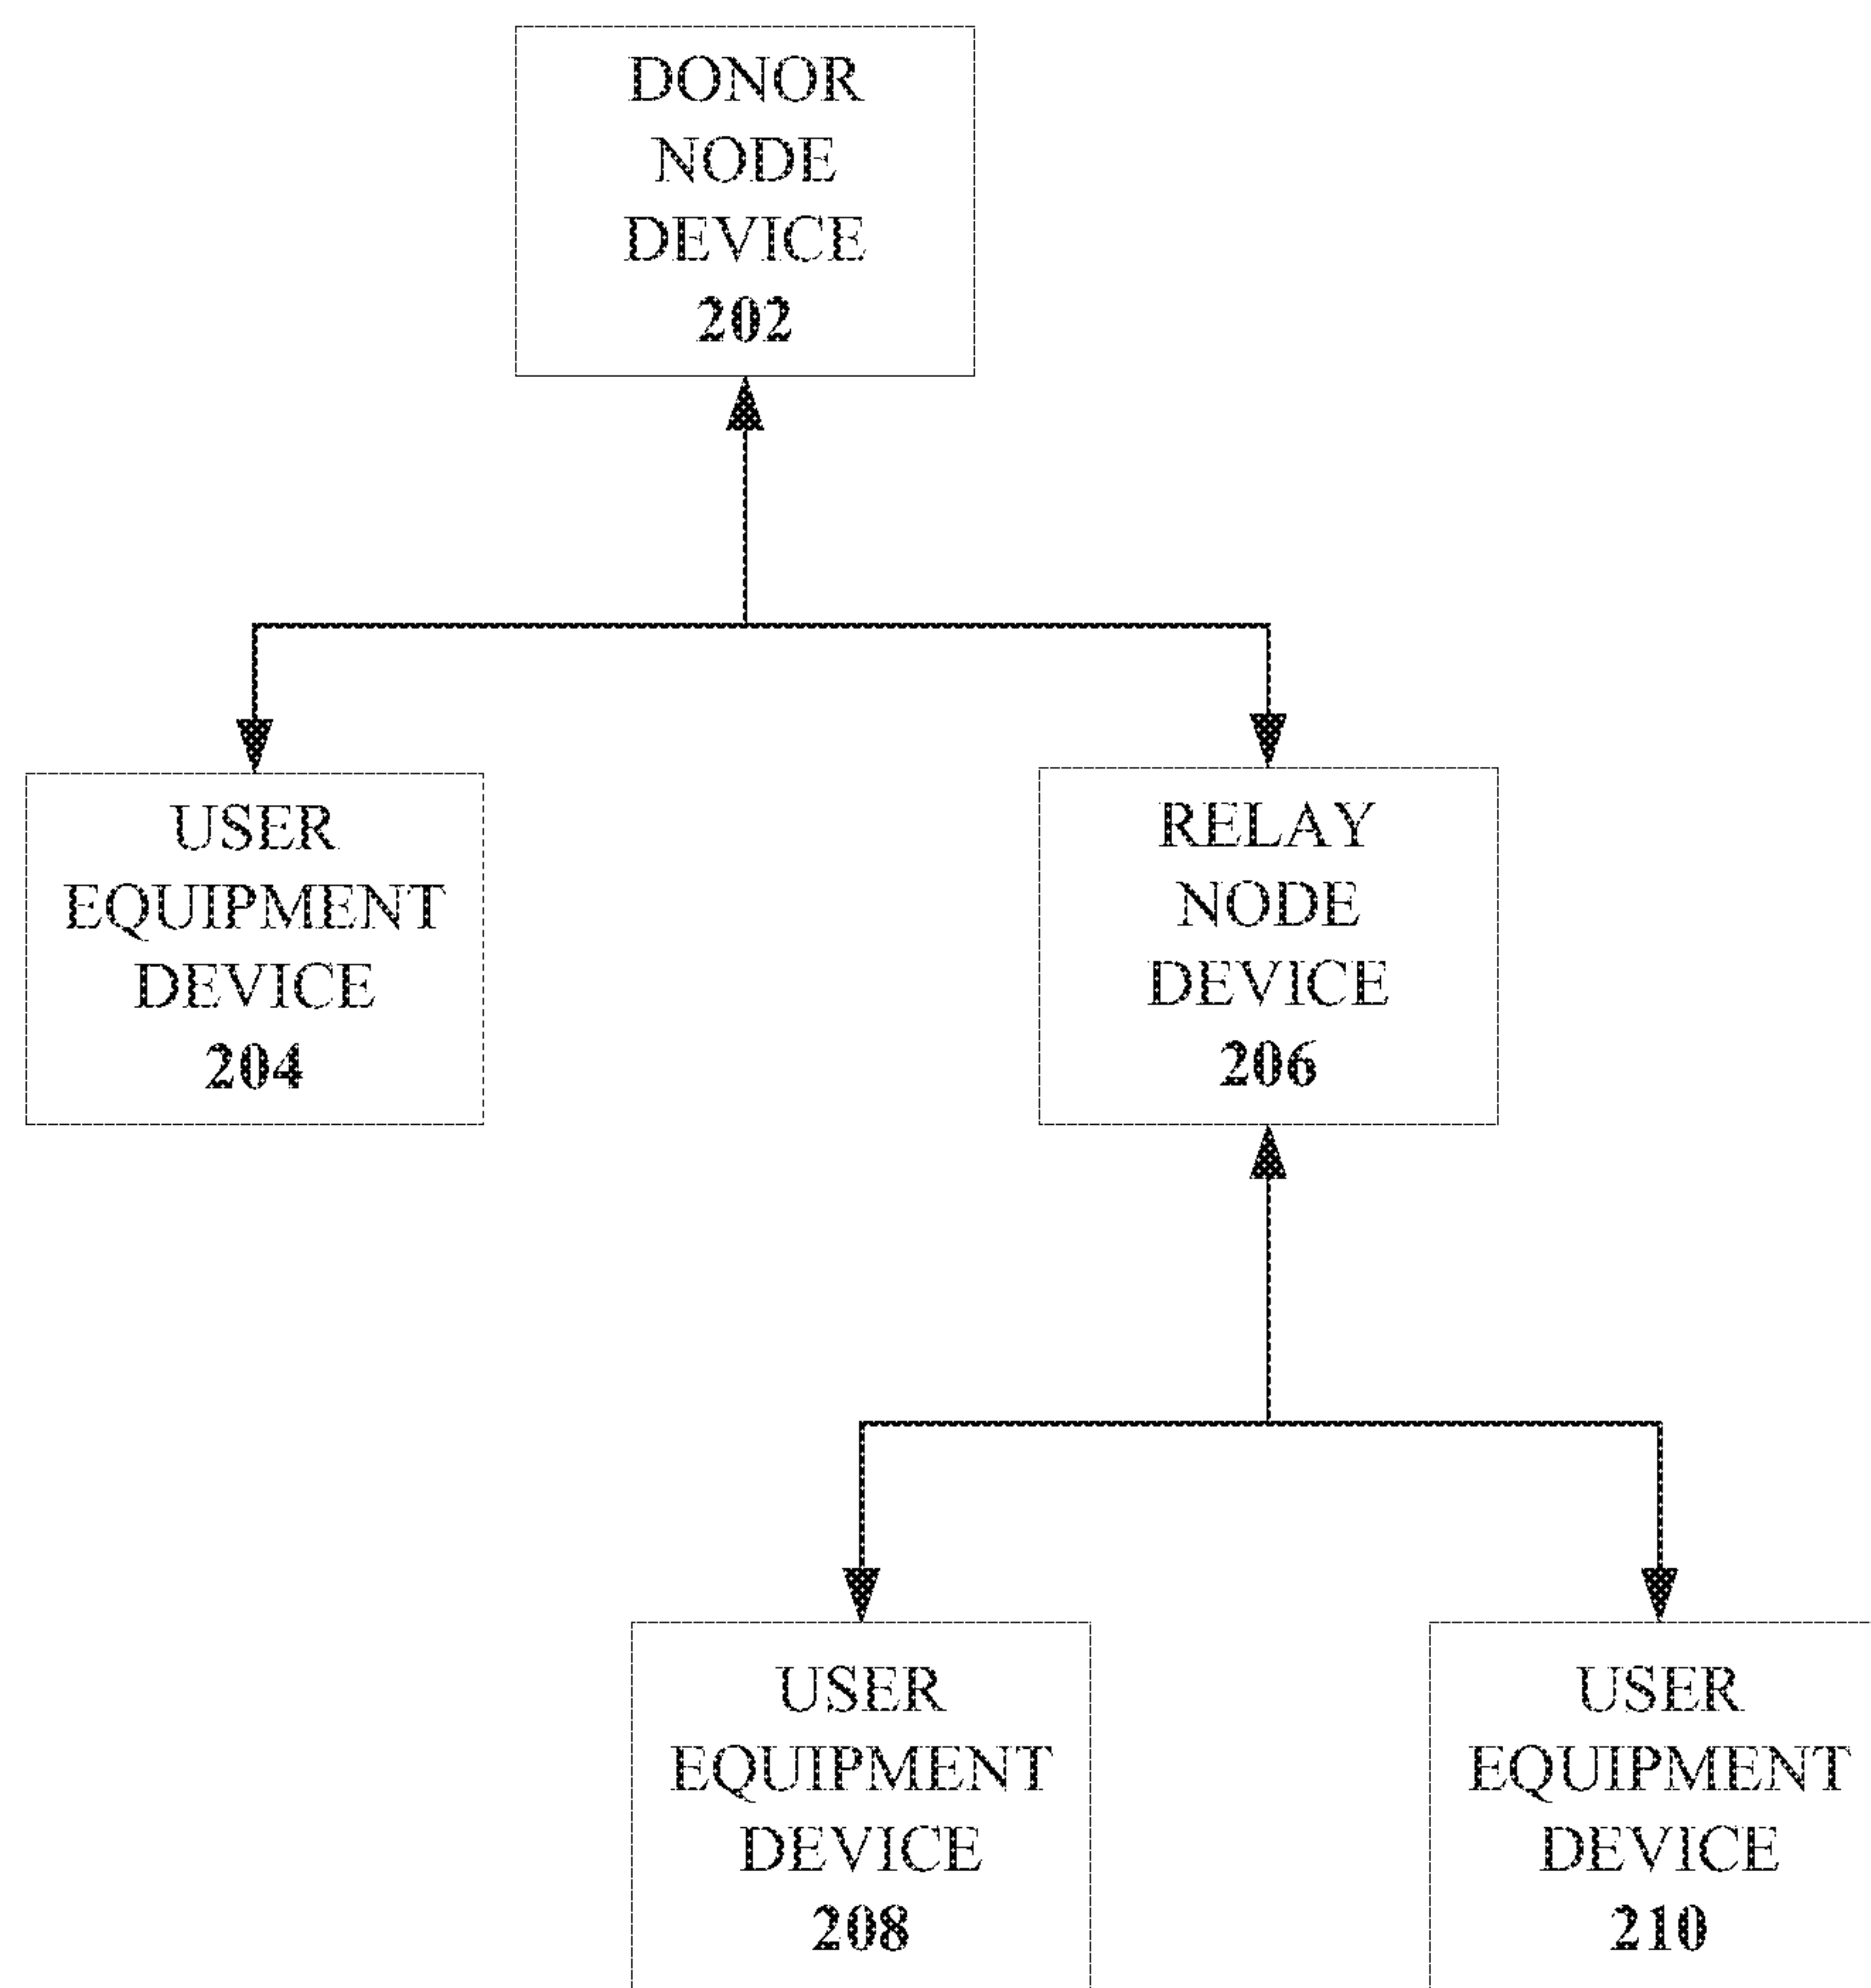 DONOR
NODE
DEVICE
202
USER
EQUIPMENT
DEVICE
204
RELAY
NODE
DEVICE
206
USER
EQUIPMENT
DEVICE
208
USER
EQUIPMENT
DEVICE
210